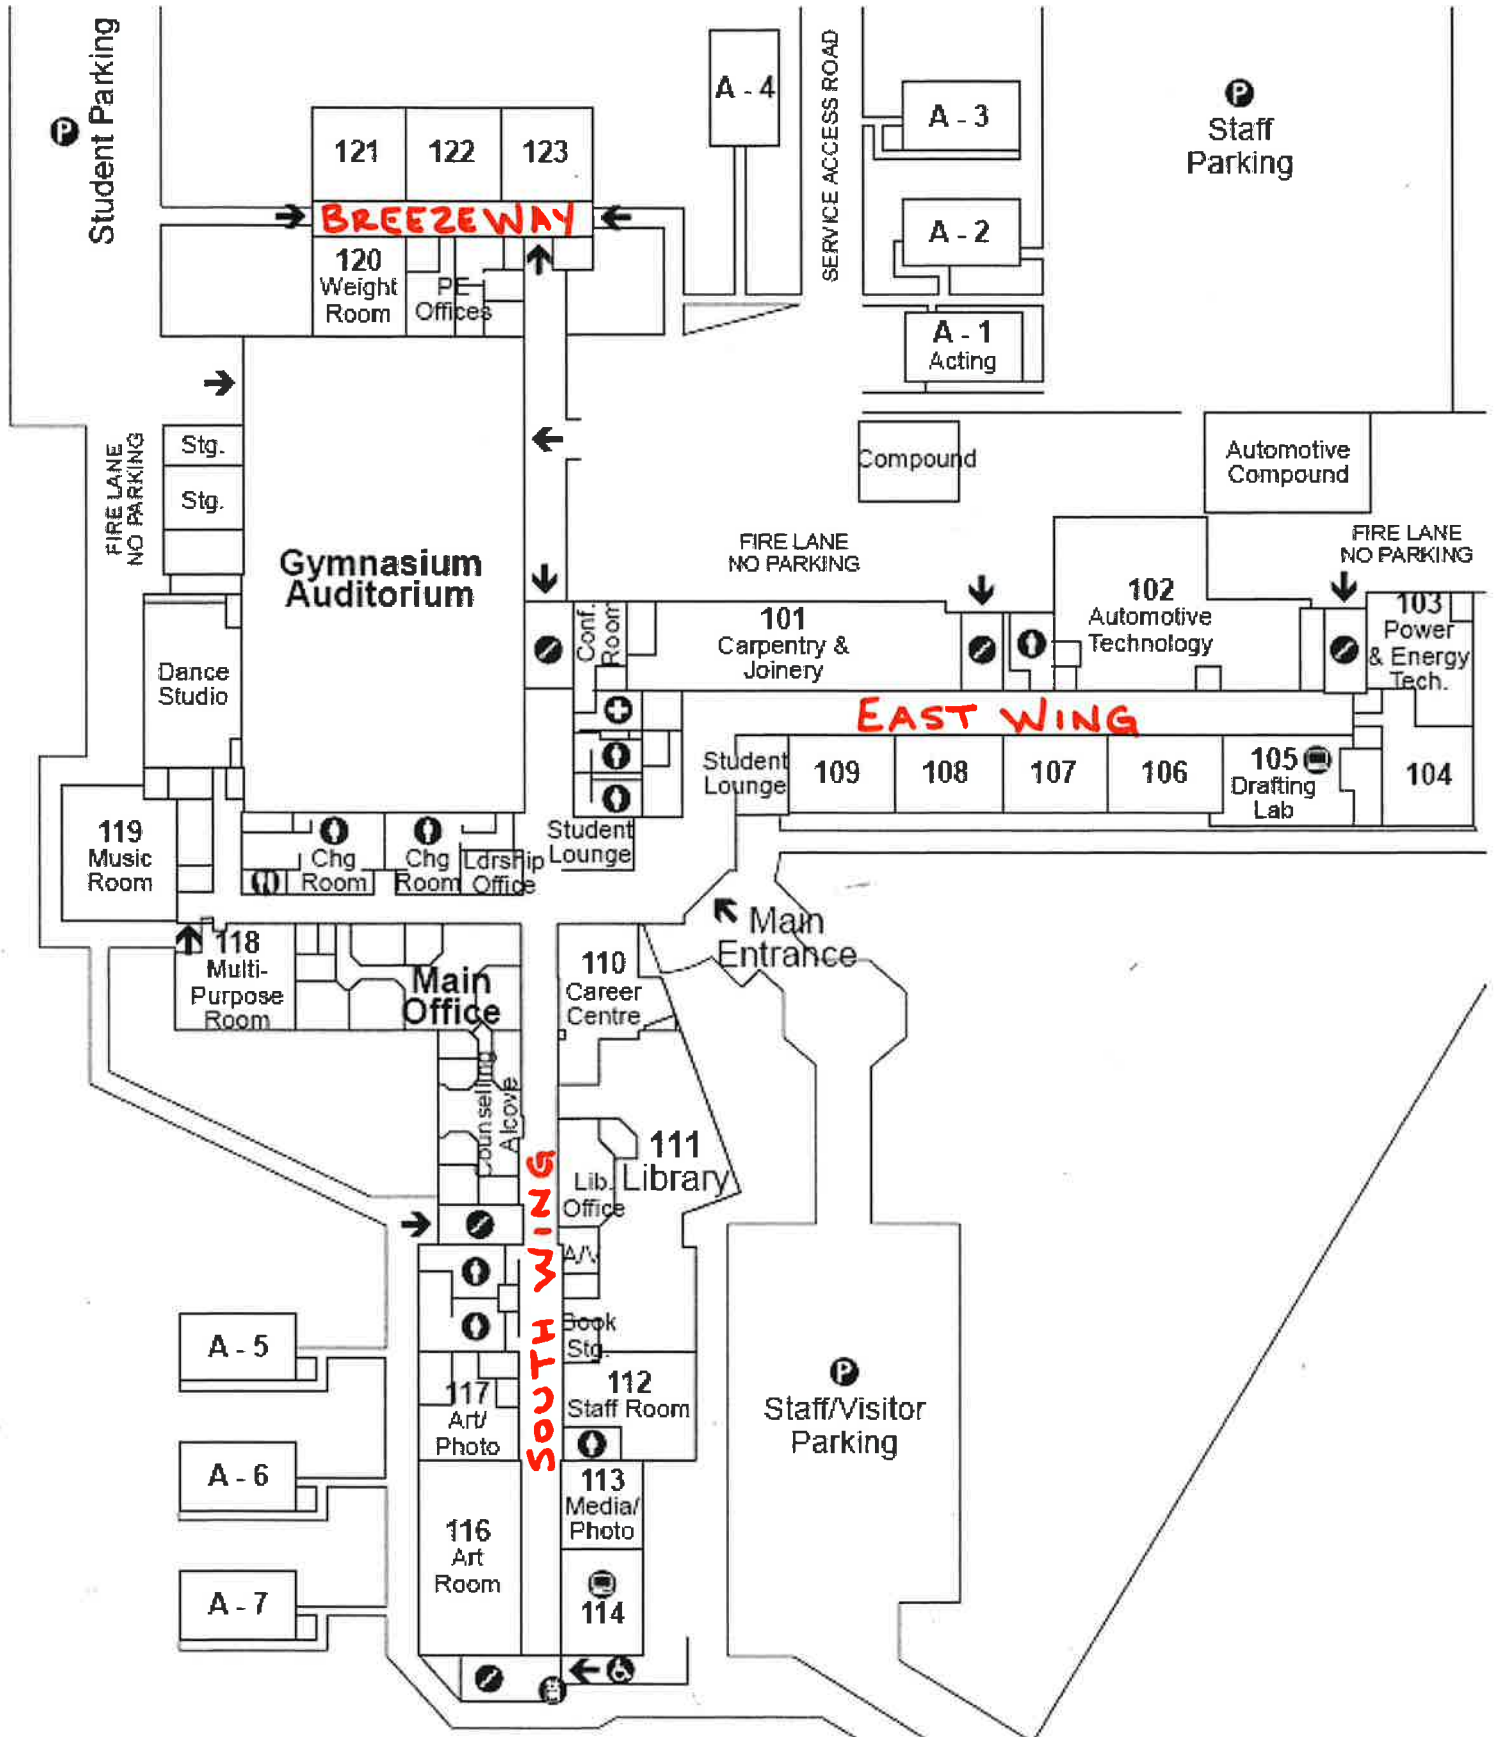 Student Parking
P
A - 4
SERVICE ACCESS ROAD
A - 3
P
Staff
Parking
121
122
123
BREEZEWAY
A - 2
120
Weight
Room
PE
Offices
A - 1
Acting
FIRE LANE
NO PARKING
Stg.
Stg.
Compound
Automotive
Compound
Gymnasium
Auditorium
FIRE LANE
NO PARKING
FIRE LANE
NO PARKING
Conf.
Room
101
Carpentry &
Joinery
102
Automotive
Technology
103
Power
& Energy
Tech.
Dance
Studio
EAST WING
Student
Lounge
109
108
107
106
105
Drafting
Lab
104
119
Music
Room
Chg
Room
Chg
Room
Ldrship
Office
Student
Lounge
Main
Entrance
118
Multi-
Purpose
Room
Main
Office
110
Career
Centre
Counselling
Alcove
111
Library
Lib.
Office
SOUTH WING
A/V
Book
Stg.
A - 5
117
Art/
Photo
112
Staff Room
P
Staff/Visitor
Parking
A - 6
113
Media/
Photo
116
Art
Room
114
A - 7